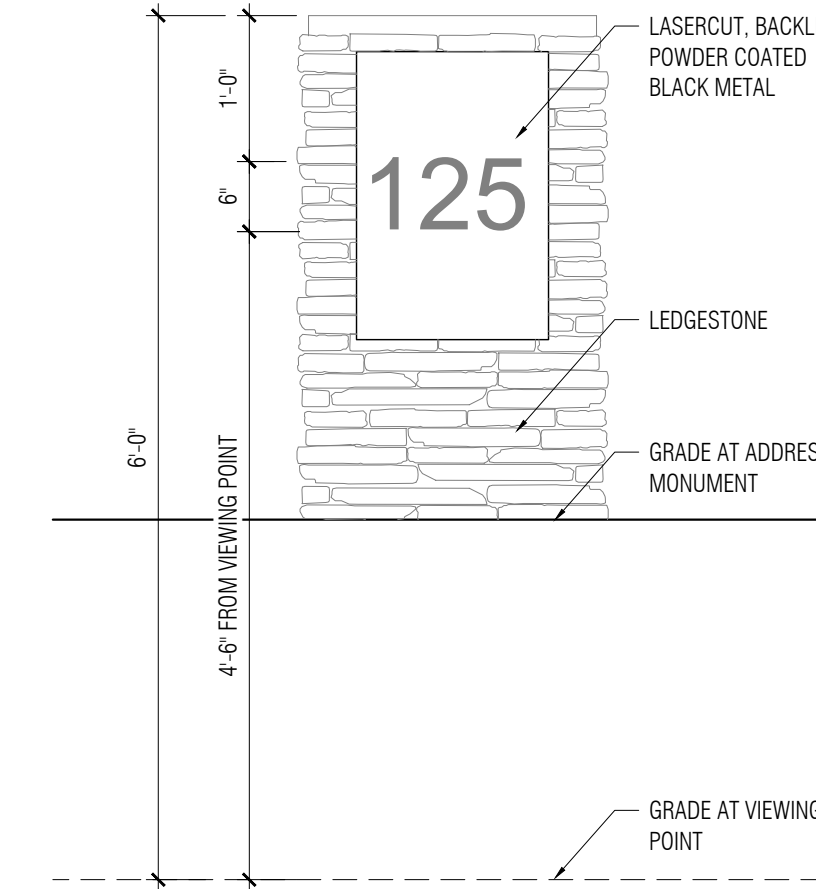 LASERCUT, BACKL
POWDER COATED
BLACK METAL
1'-0"
6"
125
LEDGESTONE
6'-0"
4'-6" FROM VIEWING POINT
GRADE AT ADDRES
MONUMENT
GRADE AT VIEWING
POINT